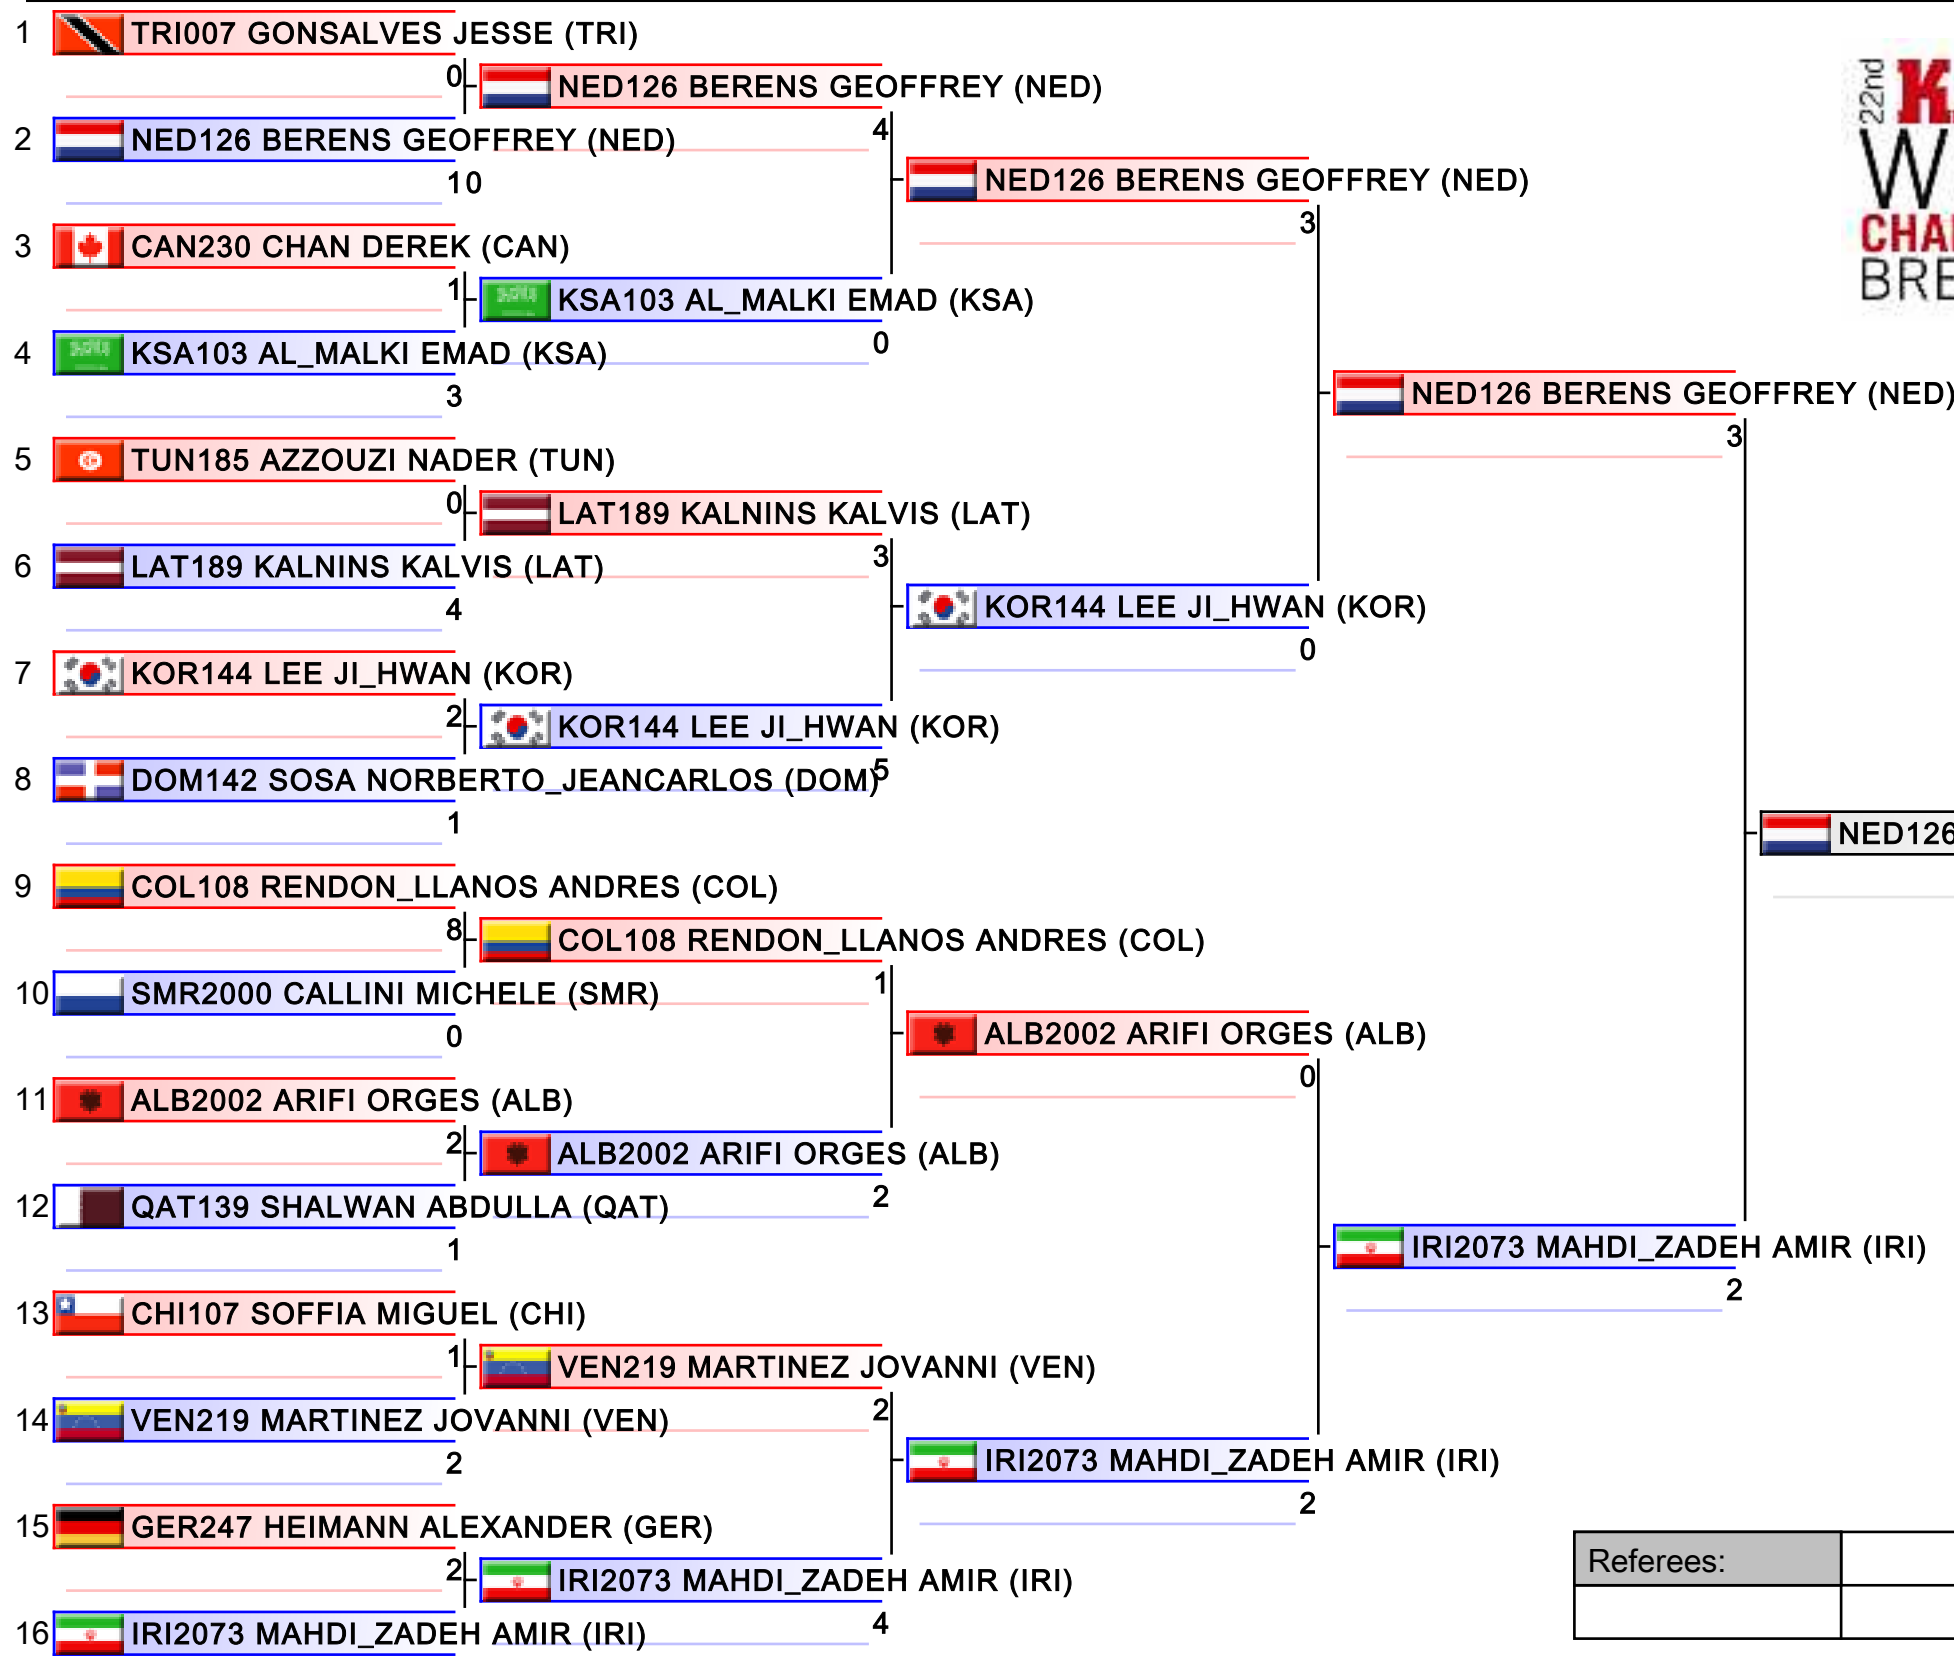 1 TRI007 GONSALVES JESSE (TRI)
0
NED126 BERENS GEOFFREY (NED)
4
2 NED126 BERENS GEOFFREY (NED)
10
NED126 BERENS GEOFFREY (NED)
3
3 CAN230 CHAN DEREK (CAN)
1
KSA103 AL_MALKI EMAD (KSA)
0
4 KSA103 AL_MALKI EMAD (KSA)
3
NED126 BERENS GEOFFREY (NED)
3
5 TUN185 AZZOUZI NADER (TUN)
0
LAT189 KALNINS KALVIS (LAT)
3
6 LAT189 KALNINS KALVIS (LAT)
4
KOR144 LEE JI_HWAN (KOR)
0
7 KOR144 LEE JI_HWAN (KOR)
2
KOR144 LEE JI_HWAN (KOR)
5
8 DOM142 SOSA NORBERTO_JEANCARLOS (DOM)
1
NED126
9 COL108 RENDON_LLANOS ANDRES (COL)
8
COL108 RENDON_LLANOS ANDRES (COL)
1
10 SMR2000 CALLINI MICHELE (SMR)
0
ALB2002 ARIFI ORGES (ALB)
0
11 ALB2002 ARIFI ORGES (ALB)
2
ALB2002 ARIFI ORGES (ALB)
2
12 QAT139 SHALWAN ABDULLA (QAT)
1
IRI2073 MAHDI_ZADEH AMIR (IRI)
2
13 CHI107 SOFFIA MIGUEL (CHI)
1
VEN219 MARTINEZ JOVANNI (VEN)
2
14 VEN219 MARTINEZ JOVANNI (VEN)
2
IRI2073 MAHDI_ZADEH AMIR (IRI)
2
15 GER247 HEIMANN ALEXANDER (GER)
2
IRI2073 MAHDI_ZADEH AMIR (IRI)
4
16 IRI2073 MAHDI_ZADEH AMIR (IRI)
22nd K
W
CHA
BRE
Referees: